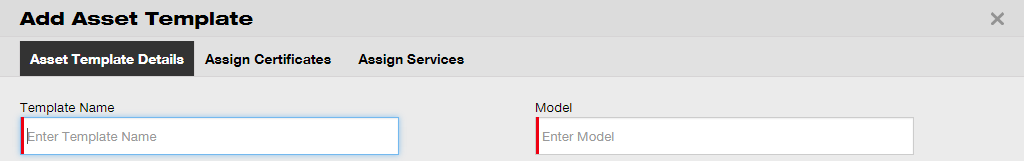 Add Asset Template
Asset Template Details Assign Certificates Assign Services
Template Name Model
Enter Template Name Enter Model